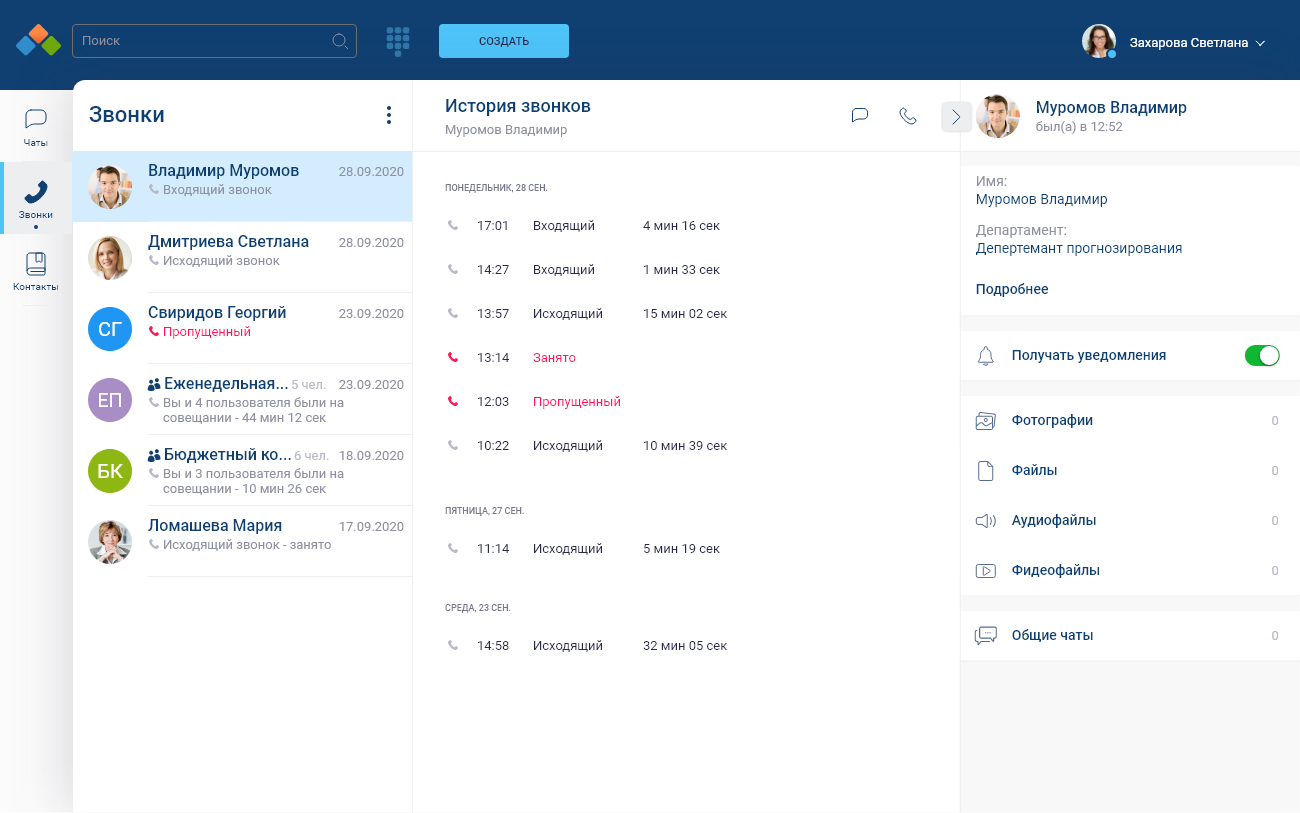 Поиск
СОЗДАТЬ
Захарова Светлана
Чаты
Звонки
Контакты
Звонки
Владимир Муромов 28.09.2020
Входящий звонок
Дмитриева Светлана 28.09.2020
Исходящий звонок
СГ
Свиридов Георгий 23.09.2020
Пропущенный
ЕП
Еженедельная... 5 чел. 23.09.2020
Вы и 4 пользователя были на
совещании - 44 мин 12 сек
БК
Бюджетный ко... 6 чел. 18.09.2020
Вы и 3 пользователя были на
совещании - 10 мин 26 сек
Ломашева Мария 17.09.2020
Исходящий звонок - занято
История звонков
Муромов Владимир
ПОНЕДЕЛЬНИК, 28 СЕН.
17:01 Входящий 4 мин 16 сек
14:27 Входящий 1 мин 33 сек
13:57 Исходящий 15 мин 02 сек
13:14 Занято
12:03 Пропущенный
10:22 Исходящий 10 мин 39 сек
ПЯТНИЦА, 27 СЕН.
11:14 Исходящий 5 мин 19 сек
СРЕДА, 23 СЕН.
14:58 Исходящий 32 мин 05 сек
Муромов Владимир
был(а) в 12:52
Имя:
Муромов Владимир
Департамент:
Депертемант прогнозирования
Подробнее
Получать уведомления
Фотографии 0
Файлы 0
Аудиофайлы 0
Фидеофайлы 0
Общие чаты 0